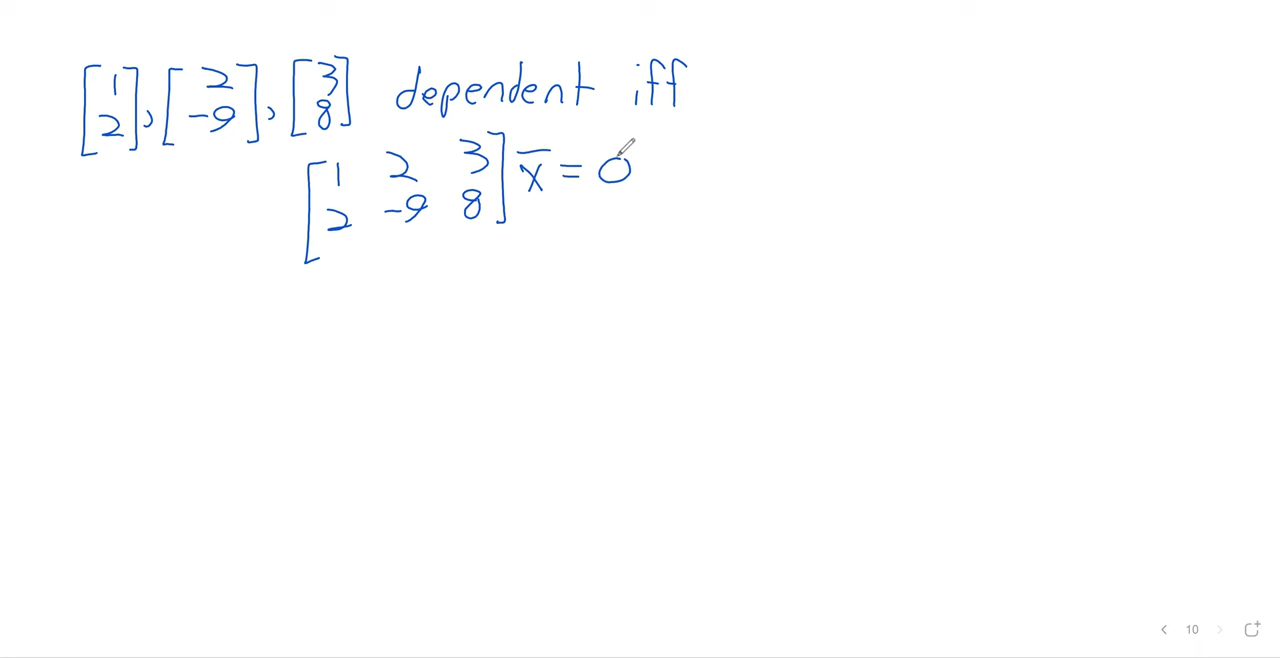 [1 2], [2 -9], [3 8] dependent iff
[1 2 3
2 -9 8] x̄ = 0
10